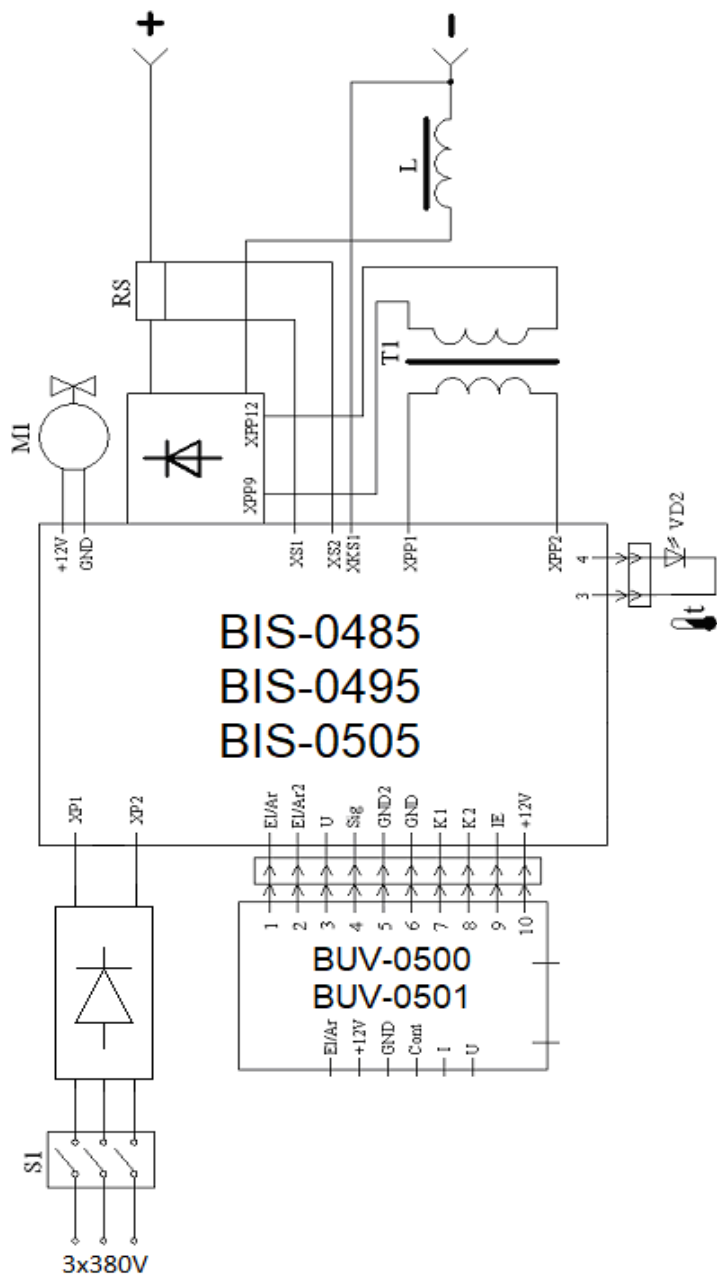 +
-
L
RS
T1
M1
XPP12
XPP9
+12V
GND
XS1
XS2
XKS1
XPP1
XPP2
4
3
VD2
t
BIS-0485
BIS-0495
BIS-0505
XP1
XP2
El/Ar
El/Ar2
U
Sig
GND2
GND
K1
K2
IE
+12V
1
2
3
4
5
6
7
8
9
10
BUV-0500
BUV-0501
El/Ar
+12V
GND
Cont
I
U
S1
3x380V